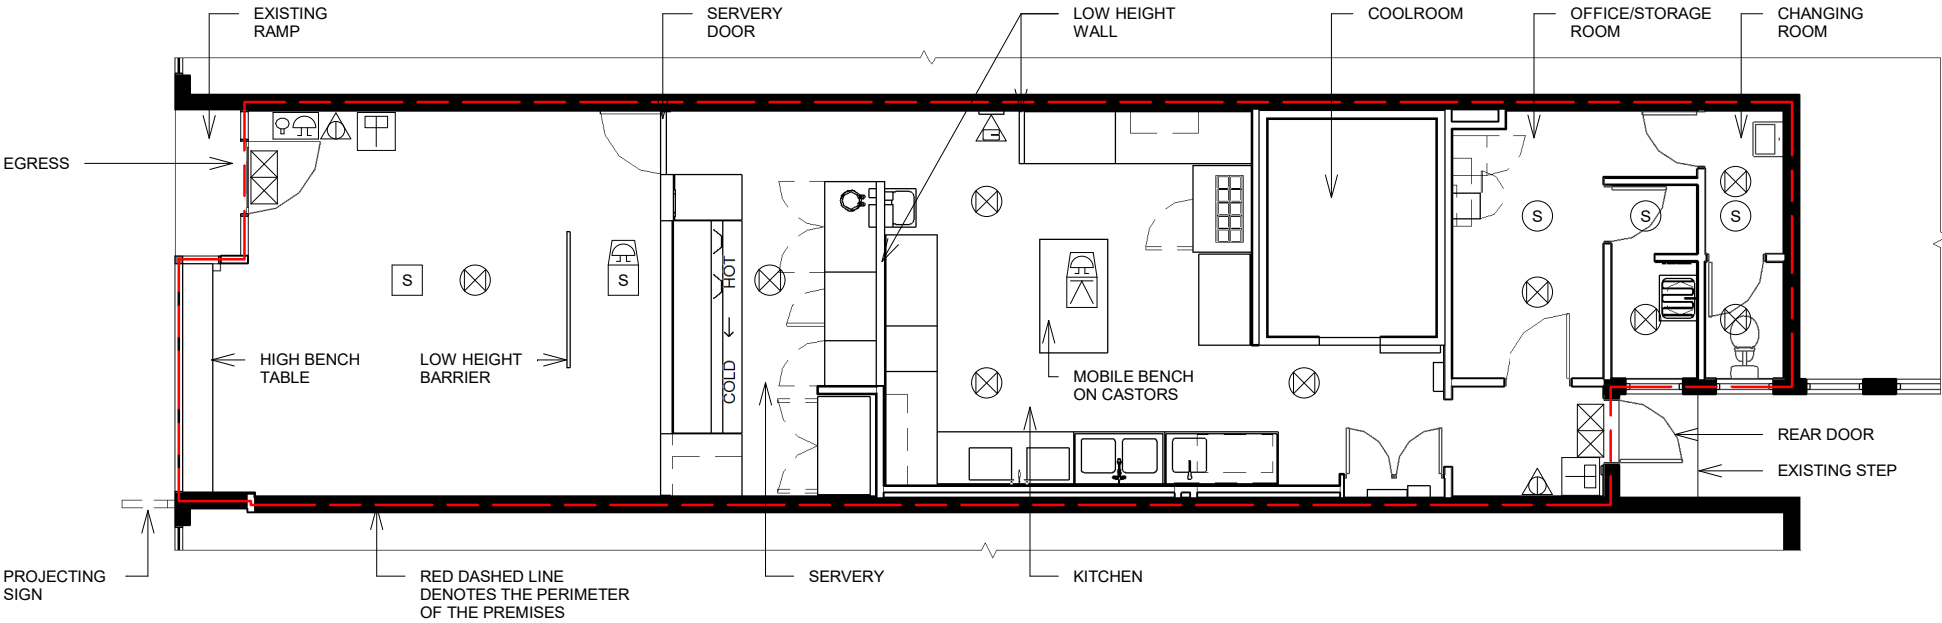 EXISTING
RAMP
SERVERY
DOOR
LOW HEIGHT
WALL
COOLROOM
OFFICE/STORAGE
ROOM
CHANGING
ROOM
EGRESS
S
S
S
S
S
HOT
COLD
HIGH BENCH
TABLE
LOW HEIGHT
BARRIER
MOBILE BENCH
ON CASTORS
REAR DOOR
EXISTING STEP
PROJECTING
SIGN
RED DASHED LINE
DENOTES THE PERIMETER
OF THE PREMISES
SERVERY
KITCHEN